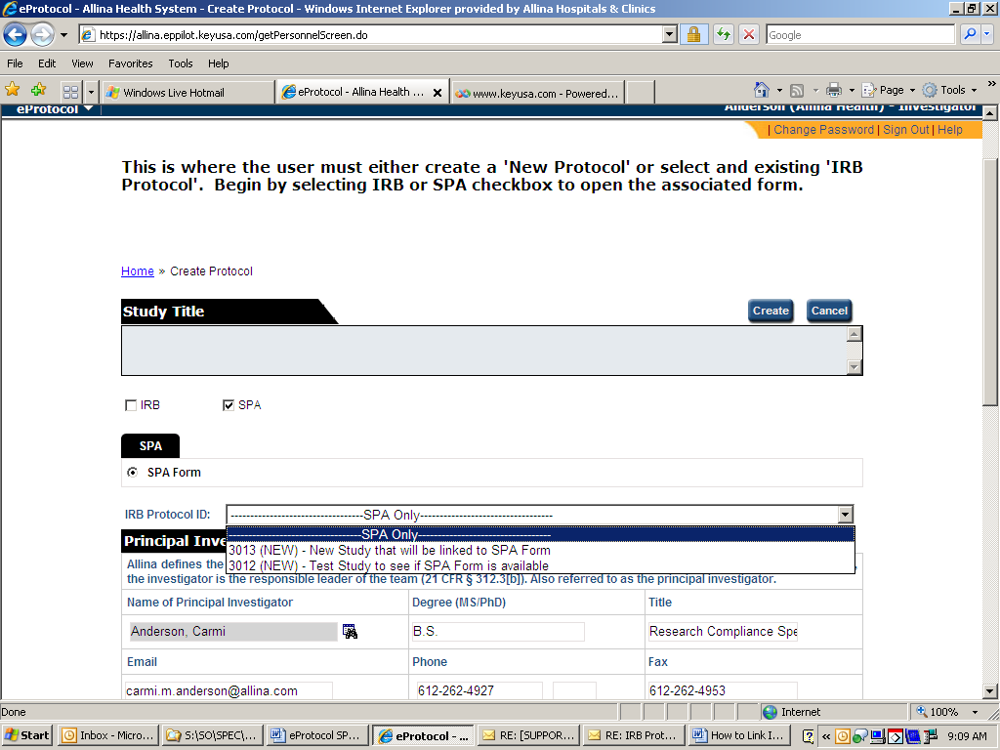 eProtocol - Allina Health System - Create Protocol - Windows Internet Explorer provided by Allina Hospitals & Clinics
https://allina.eppilot.keyusa.com/getPersonnelScreen.do
Google
File Edit View Favorites Tools Help
Windows Live Hotmail
eProtocol - Allina Health ...
www.keyusa.com - Powered...
Page
Tools
eProtocol
Anderson (Allina Health) - Investigator
| Change Password | Sign Out | Help
This is where the user must either create a 'New Protocol' or select and existing 'IRB
Protocol'. Begin by selecting IRB or SPA checkbox to open the associated form.
Home » Create Protocol
Study Title
Create
Cancel
IRB
SPA
SPA
SPA Form
IRB Protocol ID:
----------------------------------SPA Only----------------------------------
----------------------------------SPA Only----------------------------------
3013 (NEW) - New Study that will be linked to SPA Form
3012 (NEW) - Test Study to see if SPA Form is available
Principal Inve
Allina defines the
the investigator is the responsible leader of the team (21 CFR § 312.3[b]). Also referred to as the principal investigator.
Name of Principal Investigator
Degree (MS/PhD)
Title
Anderson, Carmi
B.S.
Research Compliance Spe
Email
Phone
Fax
carmi.m.anderson@allina.com
612-262-4927
612-262-4953
Done
Internet
100%
Start
Inbox - Micro...
S:\SO\SPEC\...
eProtocol SP...
eProtocol - ...
RE: [SUPPOR...
RE: IRB Prot...
How to Link I...
9:09 AM